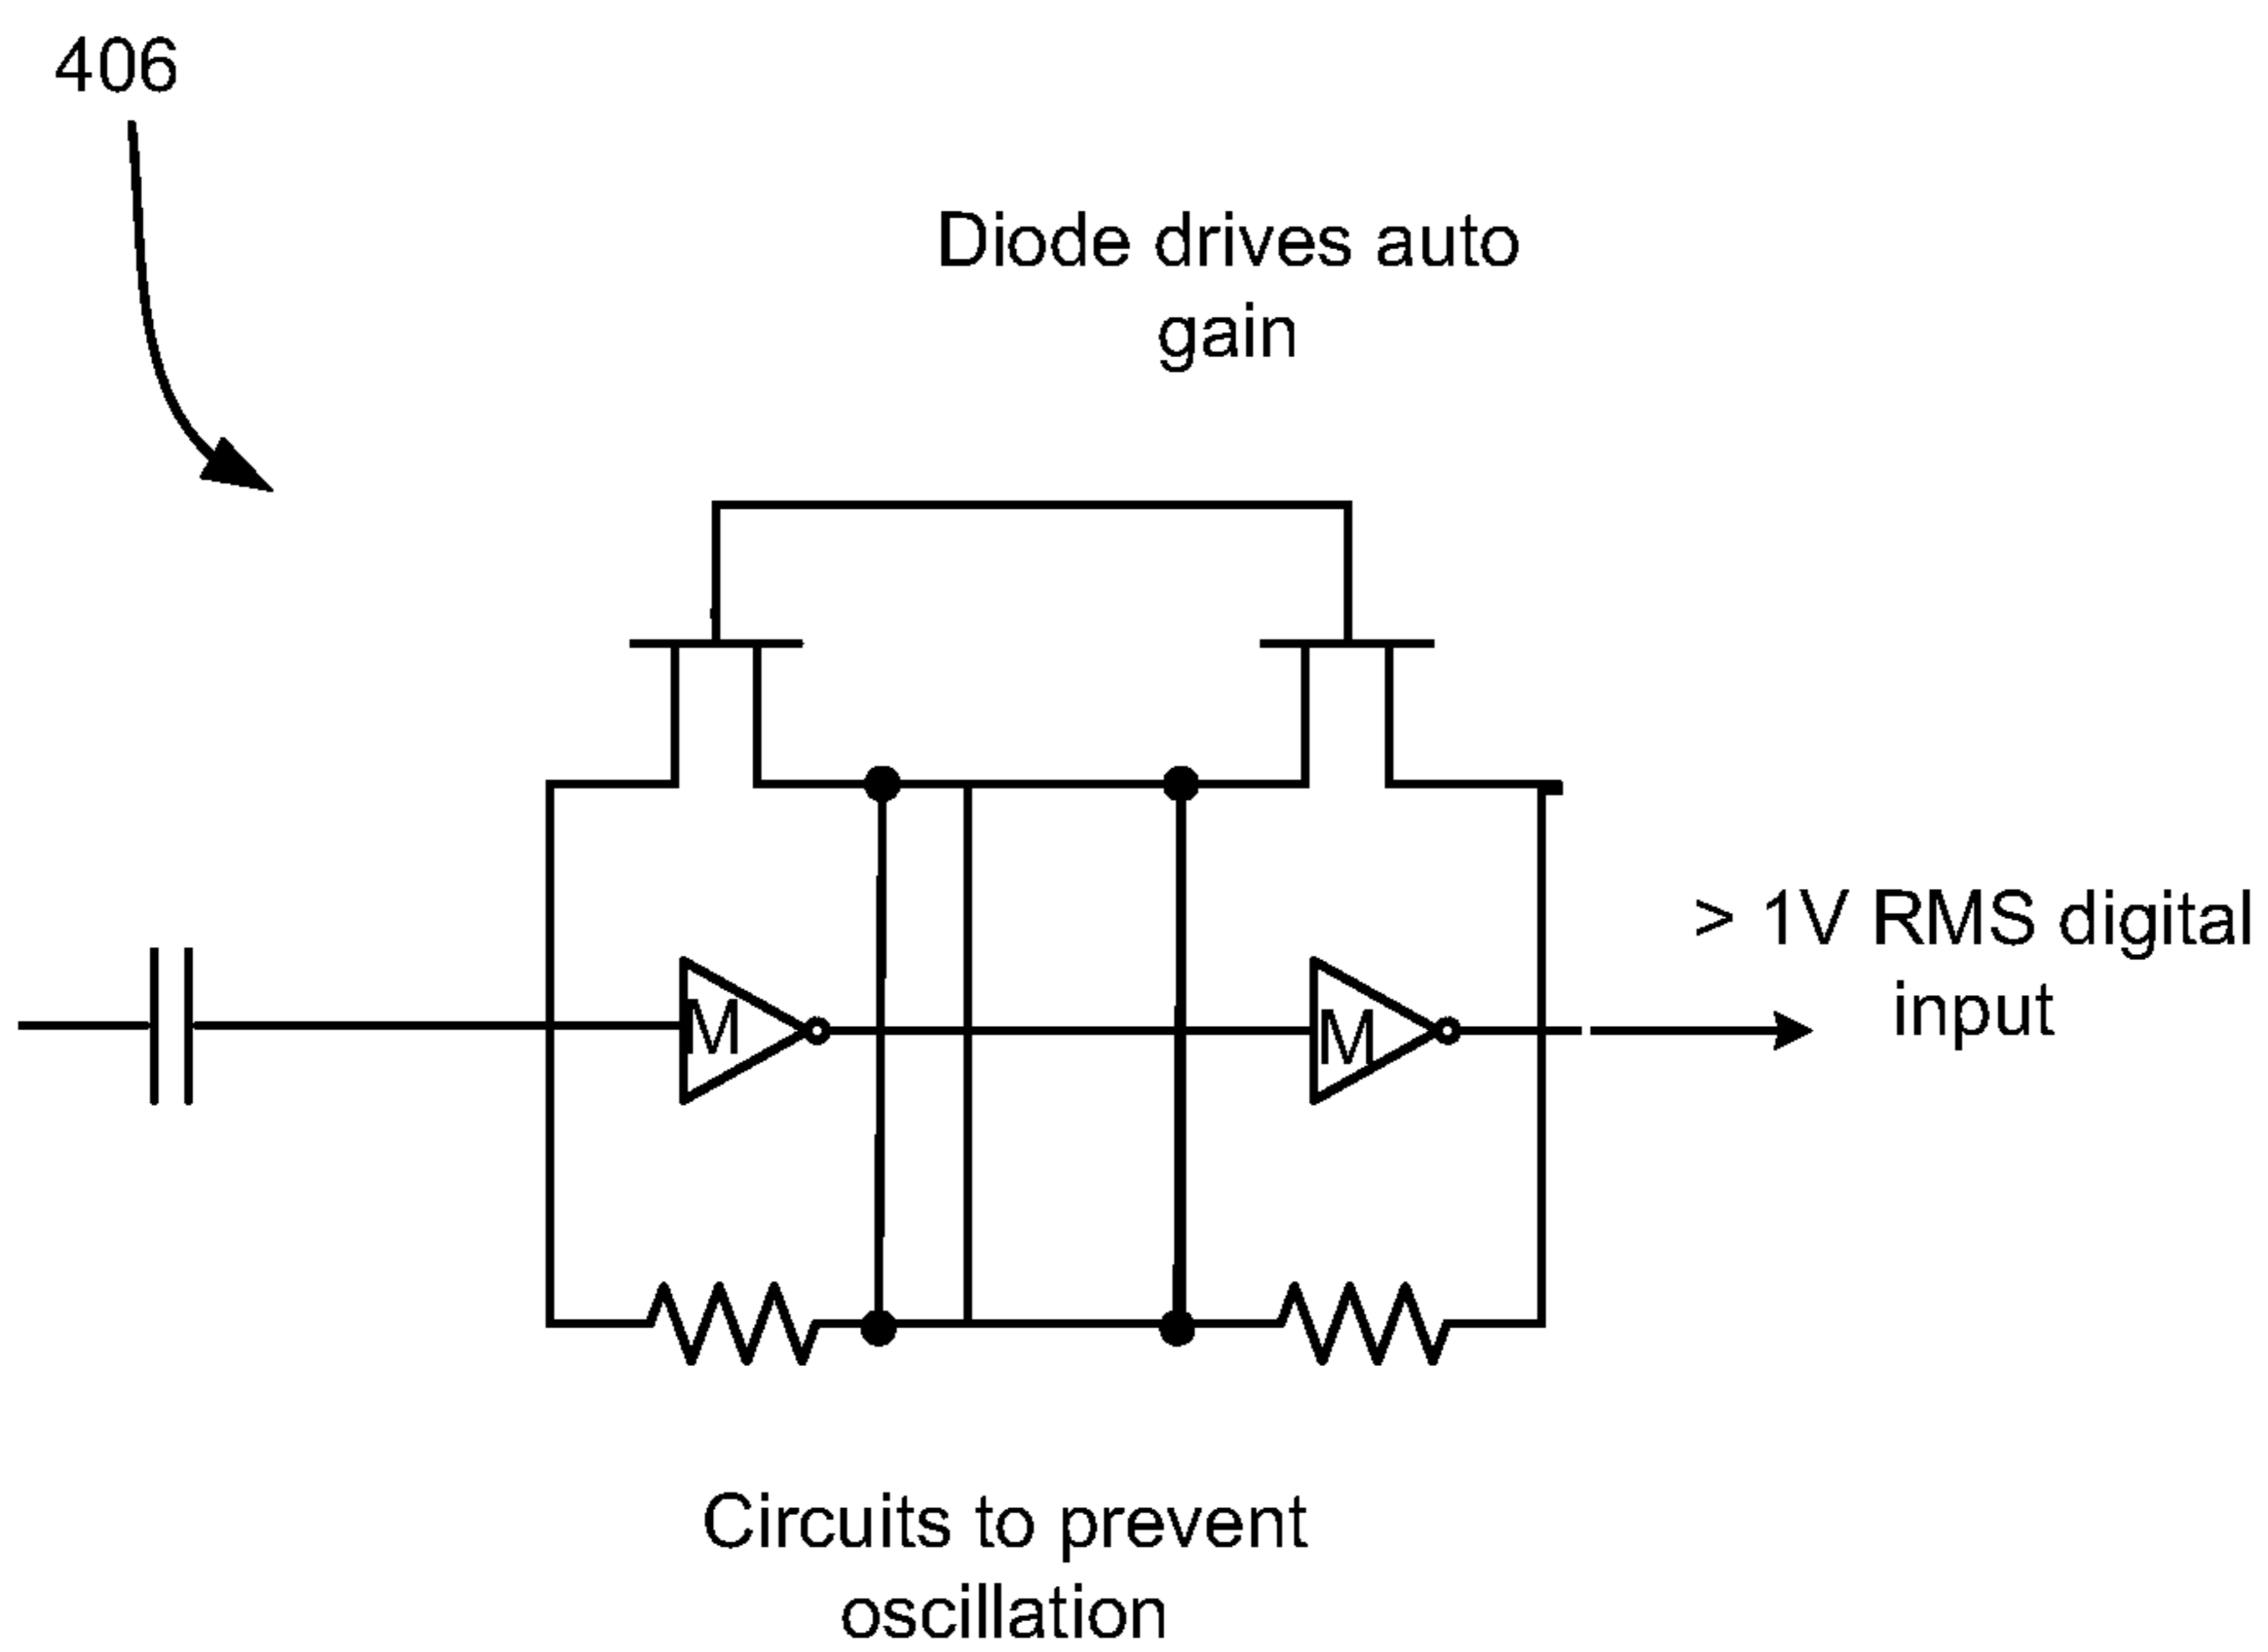 406
Diode drives auto
gain
> 1V RMS digital
input
M
M
Circuits to prevent
oscillation